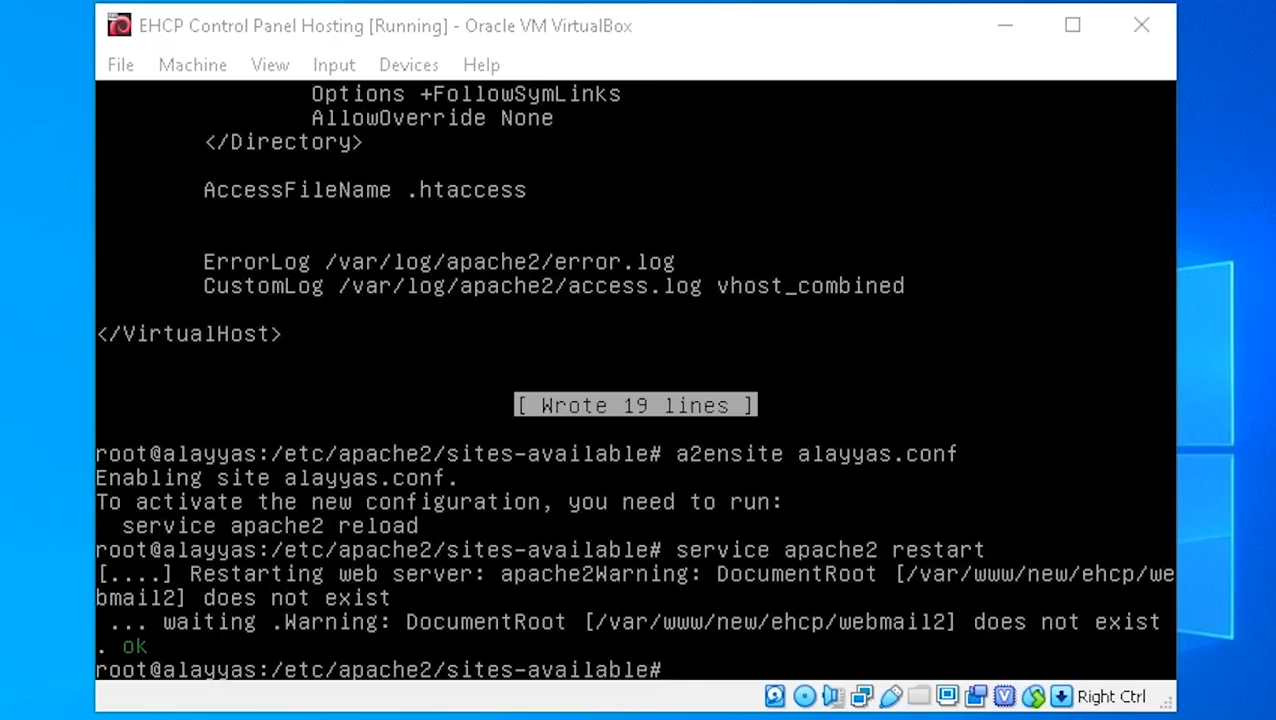 EHCP Control Panel Hosting [Running] - Oracle VM VirtualBox
File Machine View Input Devices Help
Options +FollowSymLinks
AllowOverride None
</Directory>
AccessFileName .htaccess
ErrorLog /var/log/apache2/error.log
CustomLog /var/log/apache2/access.log vhost_combined
</VirtualHost>
[ Wrote 19 lines ]
root@alayyas:/etc/apache2/sites-available# a2ensite alayyas.conf
Enabling site alayyas.conf.
To activate the new configuration, you need to run:
service apache2 reload
root@alayyas:/etc/apache2/sites-available# service apache2 restart
[....] Restarting web server: apache2Warning: DocumentRoot [/var/www/new/ehcp/we
bmail2] does not exist
... waiting .Warning: DocumentRoot [/var/www/new/ehcp/webmail2] does not exist
. ok
root@alayyas:/etc/apache2/sites-available#
Right Ctrl